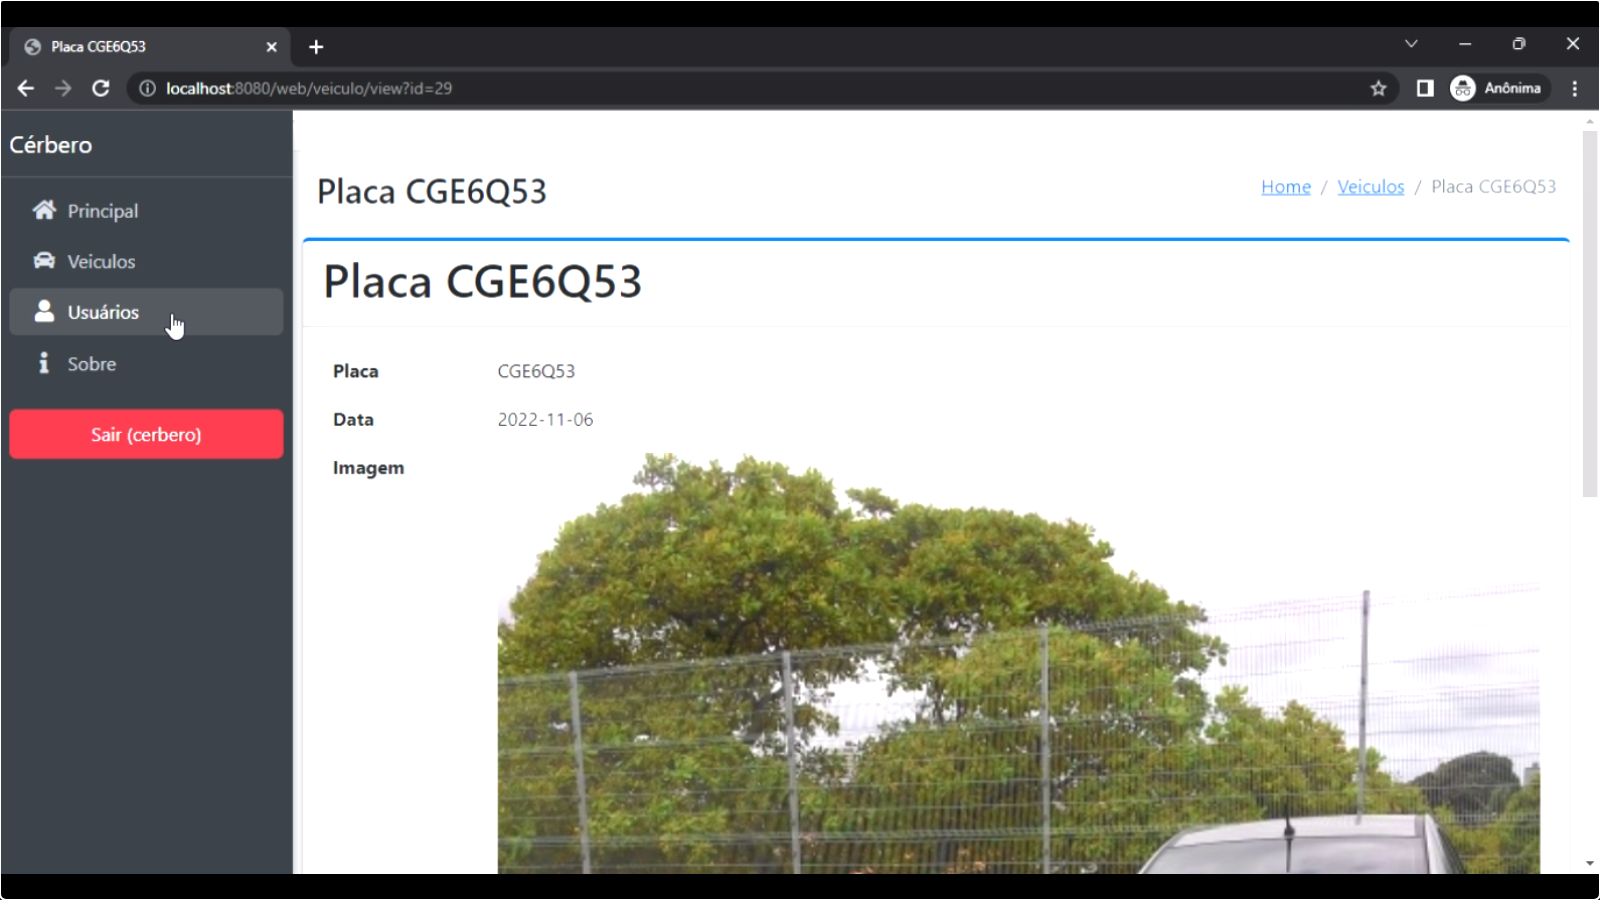 Placa CGE6Q53
localhost:8080/web/veiculo/view?id=29
Anônima
Cérbero
Principal
Veiculos
Usuários
Sobre
Sair (cerbero)
Placa CGE6Q53
Home / Veiculos / Placa CGE6Q53
Placa CGE6Q53
Placa CGE6Q53
Data 2022-11-06
Imagem